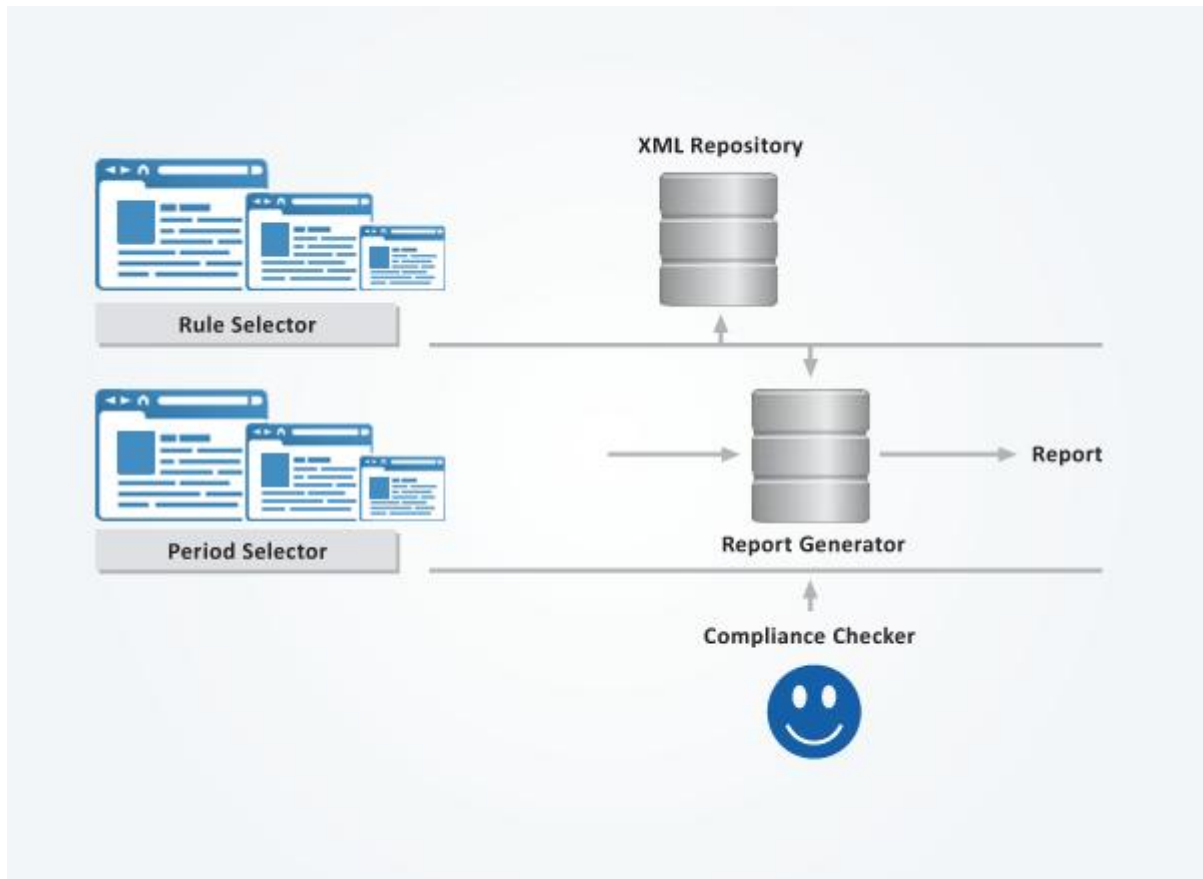 XML Repository
Rule Selector
Report
Report Generator
Period Selector
Compliance Checker